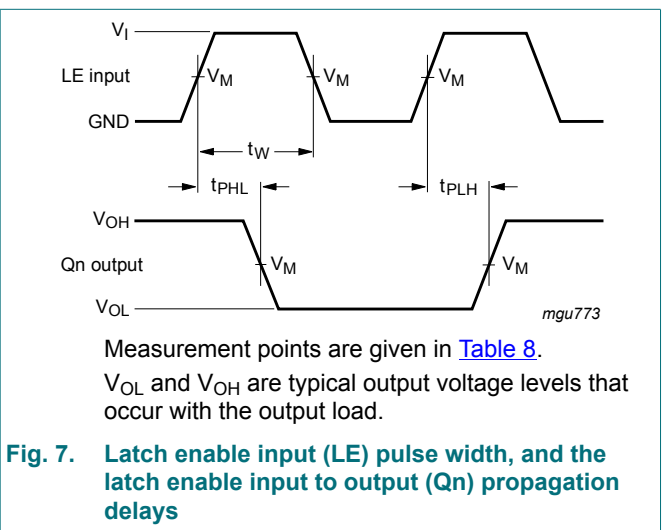 VI
LE input
VM
VM
VM
GND
tW
tPHL
tPLH
VOH
Qn output
VM
VM
VOL
mgu773
Measurement points are given in Table 8.
VOL and VOH are typical output voltage levels that
occur with the output load.
Fig. 7. Latch enable input (LE) pulse width, and the
latch enable input to output (Qn) propagation
delays